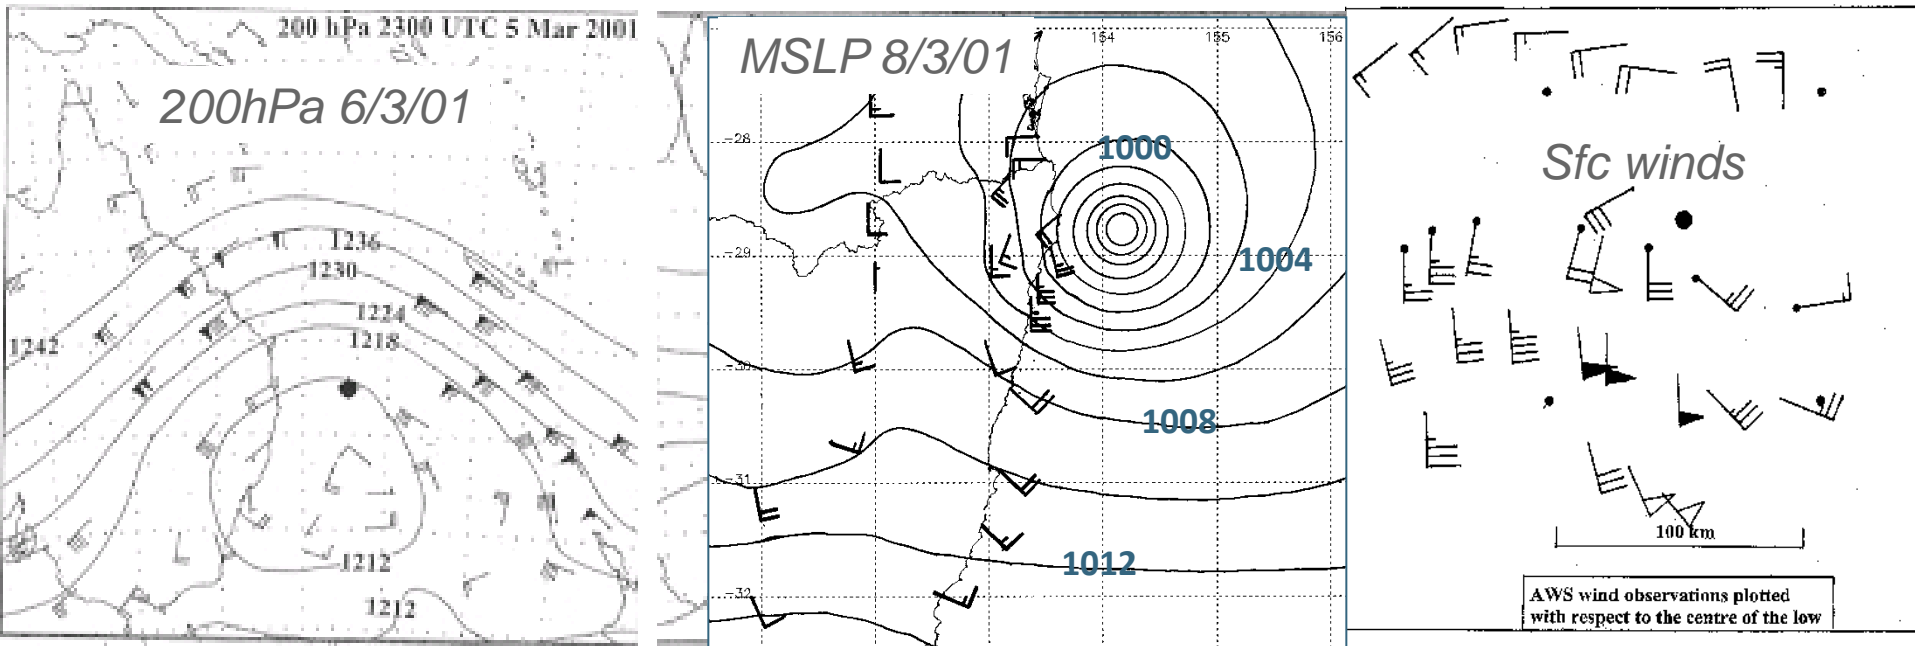 200 hPa 2300 UTC 5 Mar 2001
200hPa 6/3/01
1236
1230
1224
1218
1242
1212
1212
MSLP 8/3/01
154
155
156
-28
1000
-29
1004
-30
1008
-31
1012
-32
Sfc winds
100 km
AWS wind observations plotted
with respect to the centre of the low